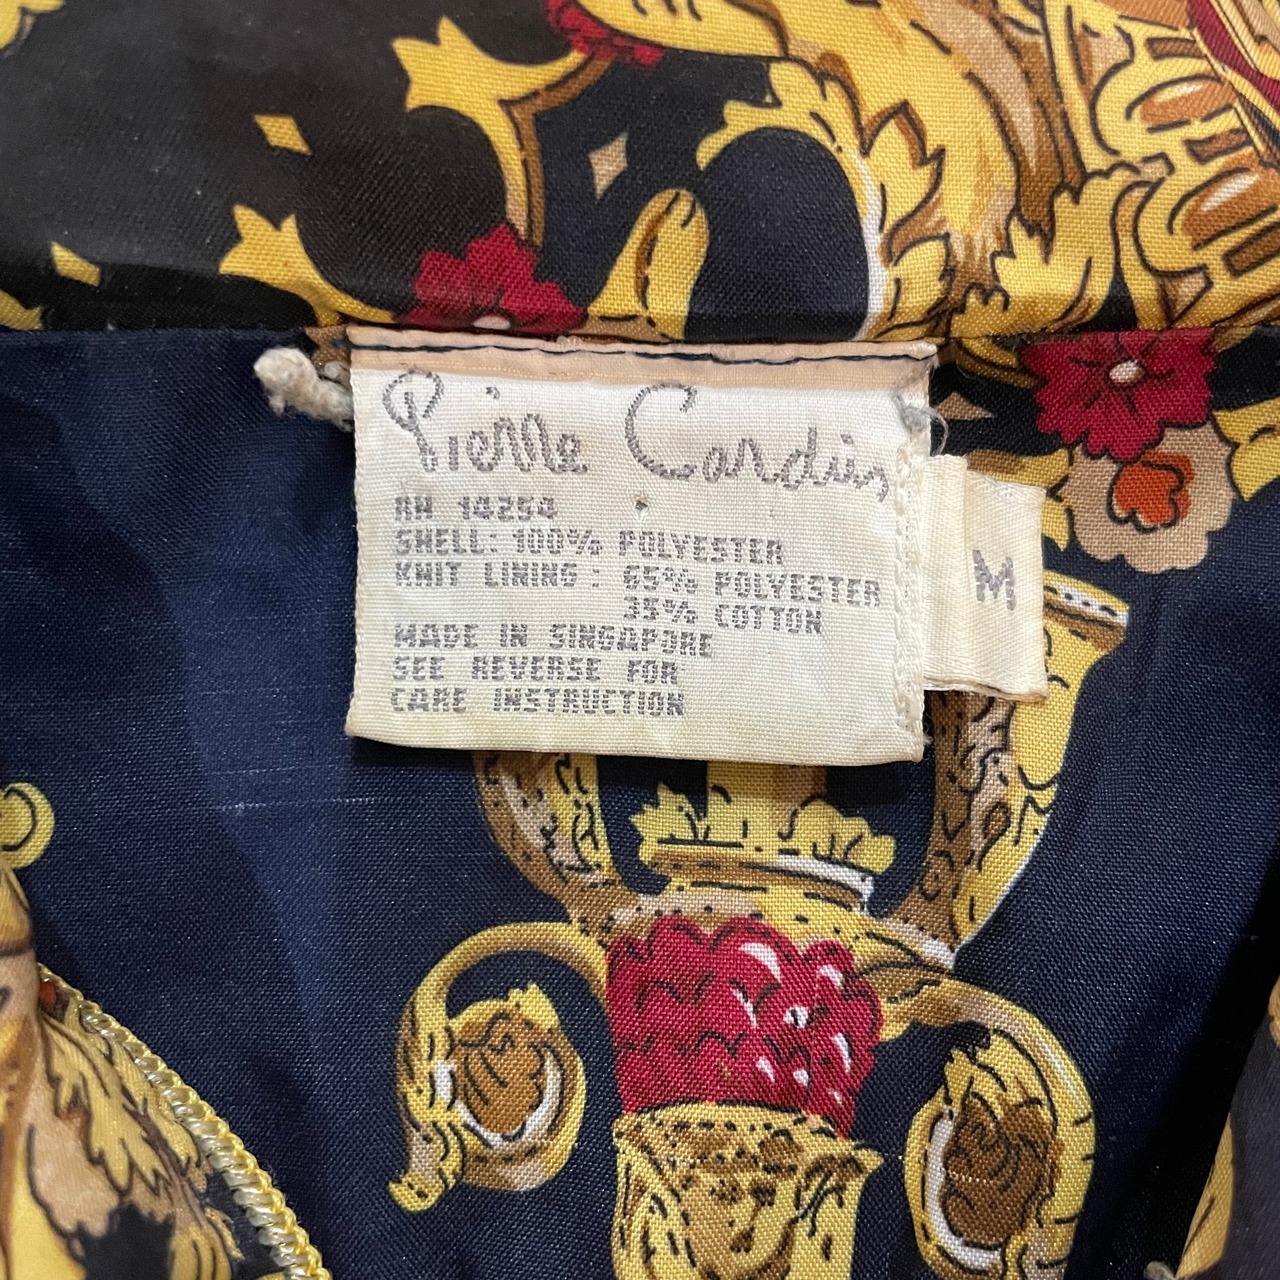 Pierre Cardin
RN 14254
SHELL: 100% POLYESTER
KNIT LINING: 65% POLYESTER
35% COTTON
MADE IN SINGAPORE
SEE REVERSE FOR
CARE INSTRUCTION
M